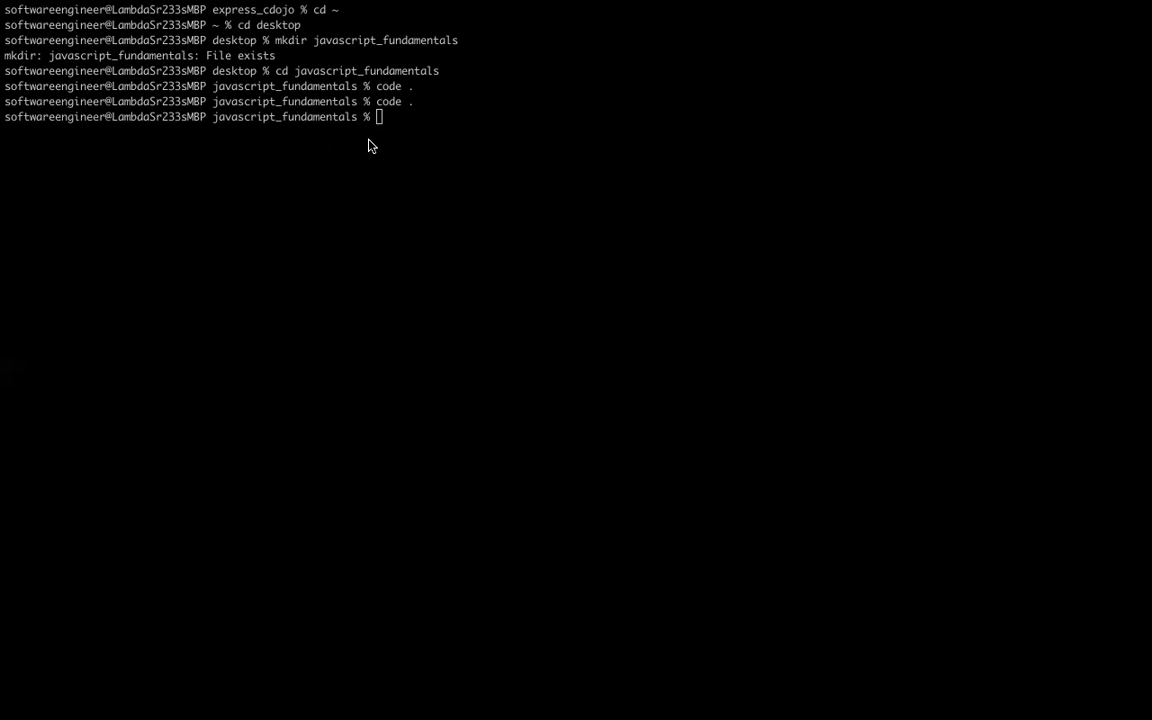 softwareengineer@LambdaSr233sMBP express_cdojo % cd ~
softwareengineer@LambdaSr233sMBP ~ % cd desktop
softwareengineer@LambdaSr233sMBP desktop % mkdir javascript_fundamentals
mkdir: javascript_fundamentals: File exists
softwareengineer@LambdaSr233sMBP desktop % cd javascript_fundamentals
softwareengineer@LambdaSr233sMBP javascript_fundamentals % code .
softwareengineer@LambdaSr233sMBP javascript_fundamentals % code .
softwareengineer@LambdaSr233sMBP javascript_fundamentals %